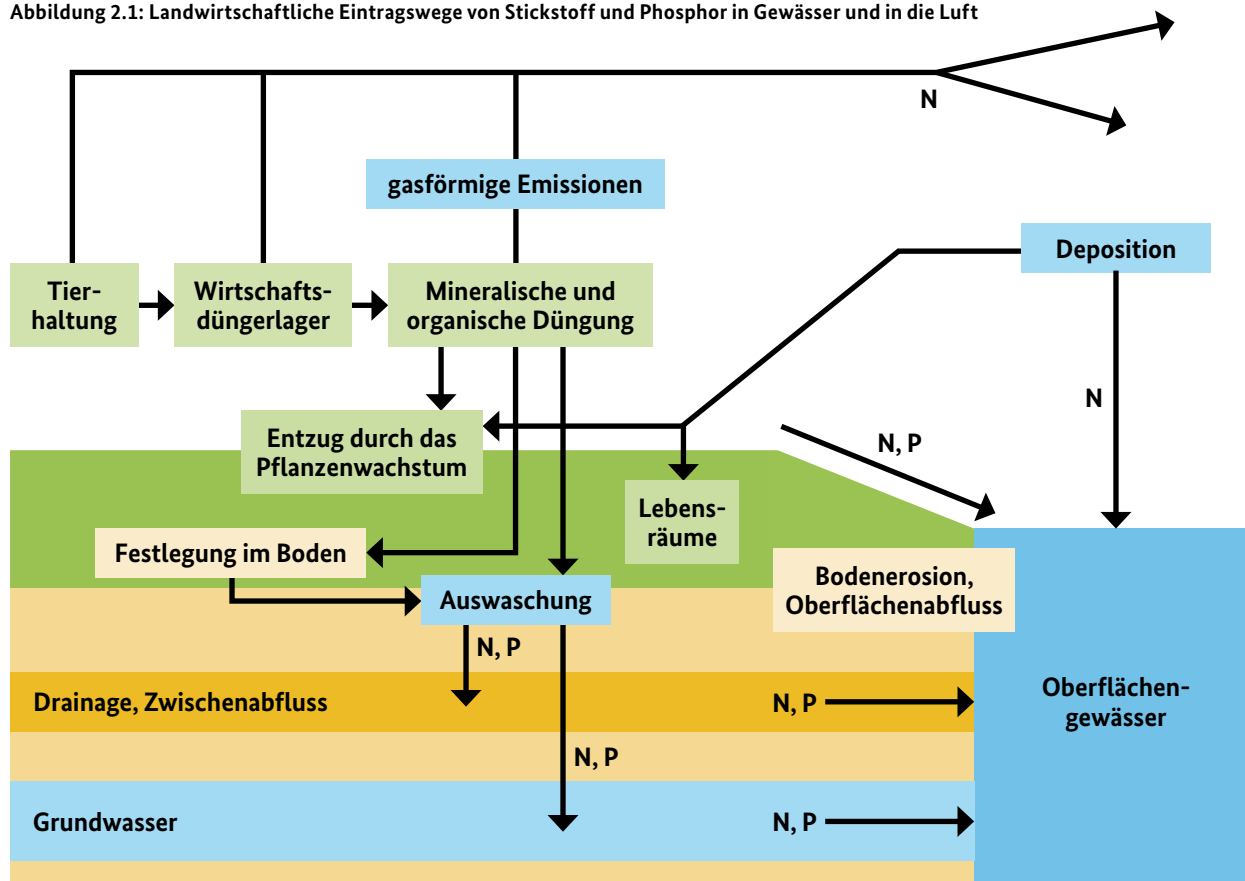 Abbildung 2.1: Landwirtschaftliche Eintragswege von Stickstoff und Phosphor in Gewässer und in die Luft
N
gasförmige Emissionen
Deposition
Tier-
haltung
Wirtschafts-
düngerlager
Mineralische und
organische Düngung
N
Entzug durch das
Pflanzenwachstum
N, P
Lebens-
räume
Festlegung im Boden
Bodenerosion,
Oberflächenabfluss
Auswaschung
N, P
Drainage, Zwischenabfluss
N, P
Oberflächen-
gewässer
N, P
Grundwasser
N, P